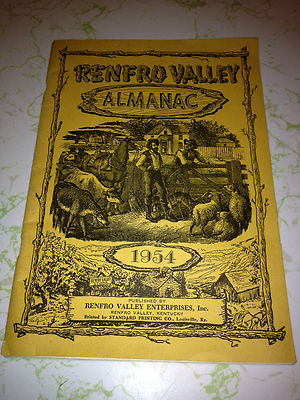 RENFRO VALLEY
ALMANAC
1954
PUBLISHED BY
RENFRO VALLEY ENTERPRISES, Inc.
RENFRO VALLEY, KENTUCKY
Printed by STANDARD PRINTING CO., Louisville, Ky.